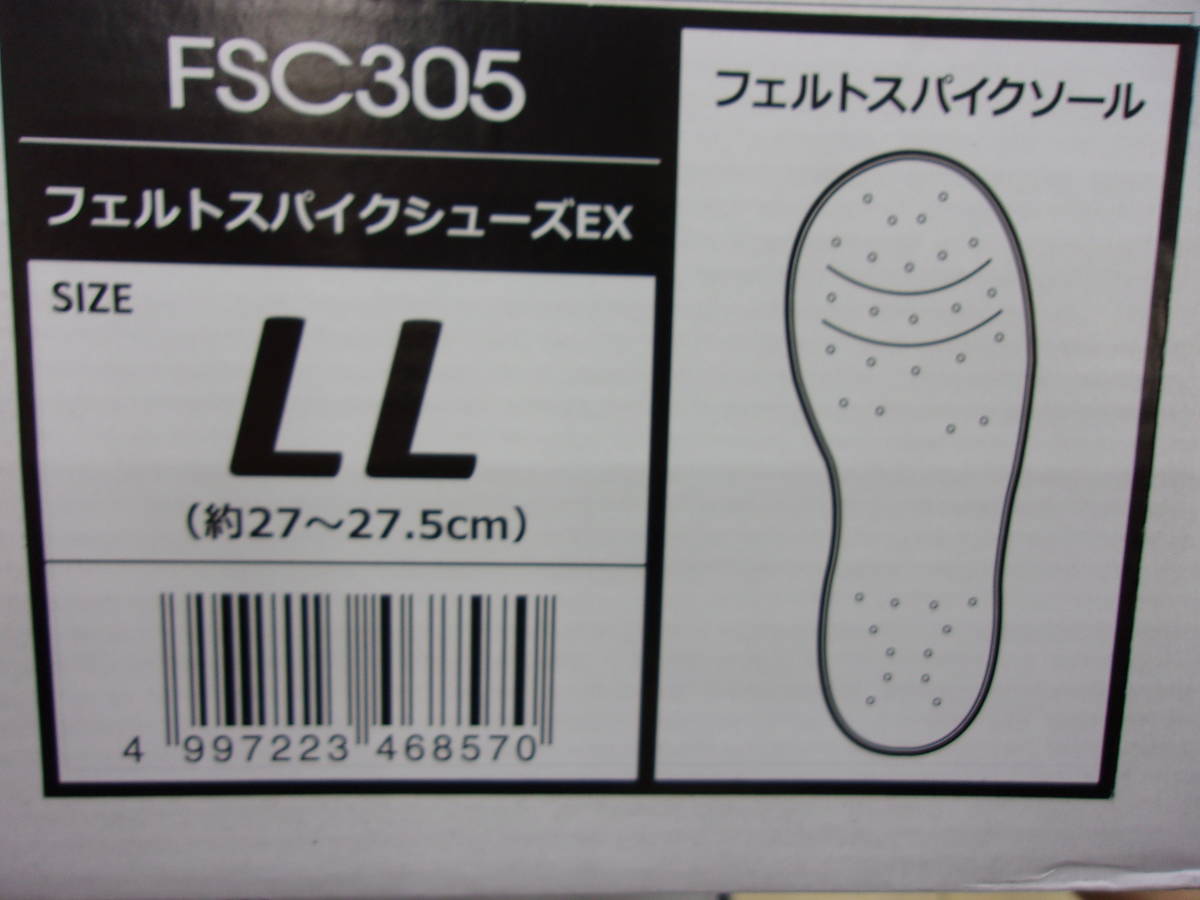 FSC305
フェルトスパイクシューズEX
SIZE
LL
（約27～27.5cm）
4 997223 468570
フェルトスパイクソール